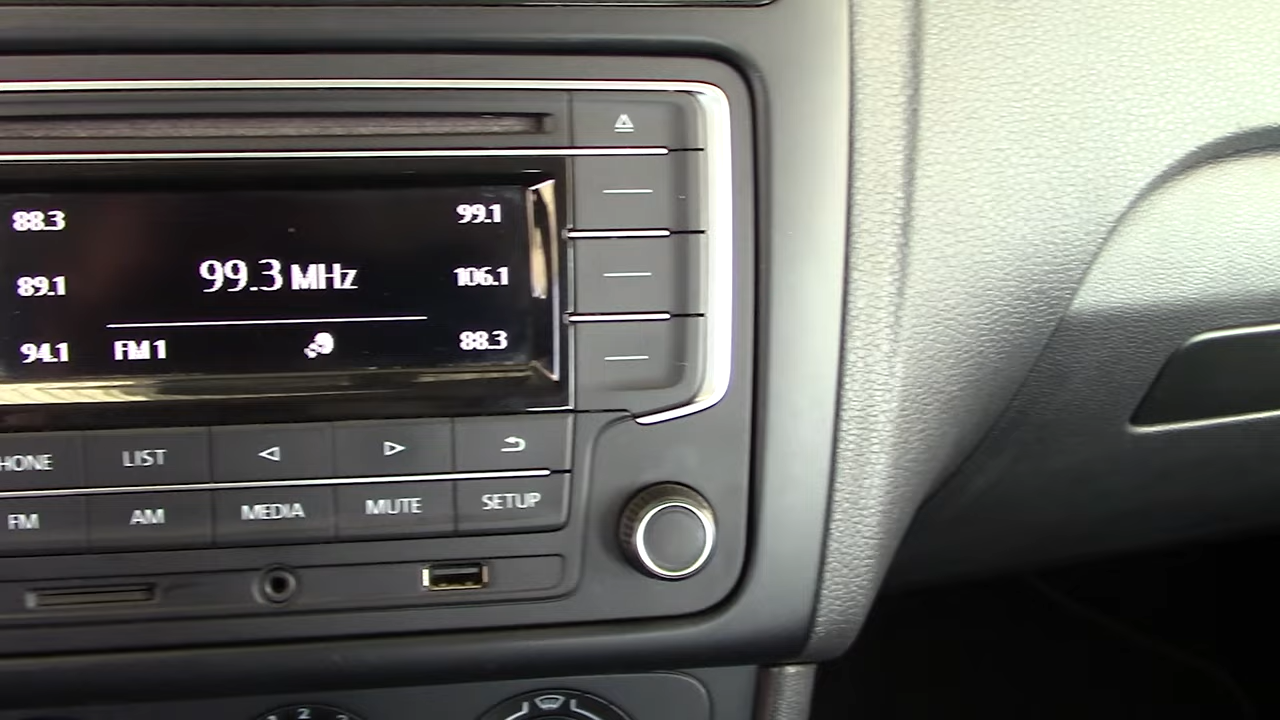 88.3 99.1
99.3 MHz
89.1 106.1
94.1 FM 1 88.3
HONE LIST
FM AM MEDIA MUTE SETUP
2